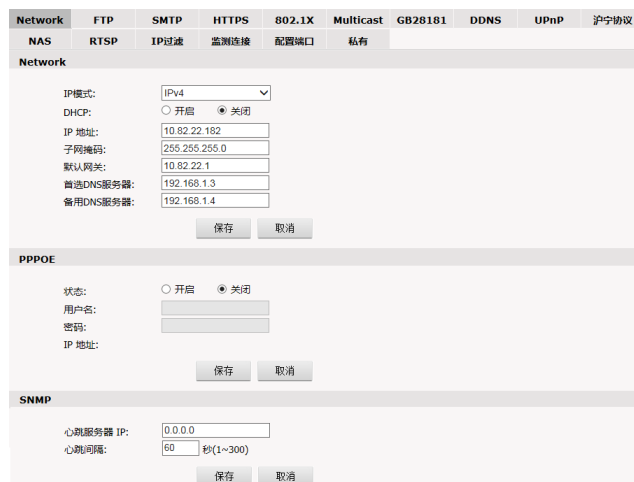 Network FTP SMTP HTTPS 802.1X Multicast GB28181 DDNS UPnP 沪宁协议
NAS RTSP IP过滤 监测连接 配置端口 私有
Network
IP模式: IPv4
DHCP: 开启 关闭
IP 地址: 10.82.22.182
子网掩码: 255.255.255.0
默认网关: 10.82.22.1
首选DNS服务器: 192.168.1.3
备用DNS服务器: 192.168.1.4
保存 取消
PPPOE
状态: 开启 关闭
用户名:
密码:
IP 地址:
保存 取消
SNMP
心跳服务器 IP: 0.0.0.0
心跳间隔: 60 秒(1~300)
保存 取消